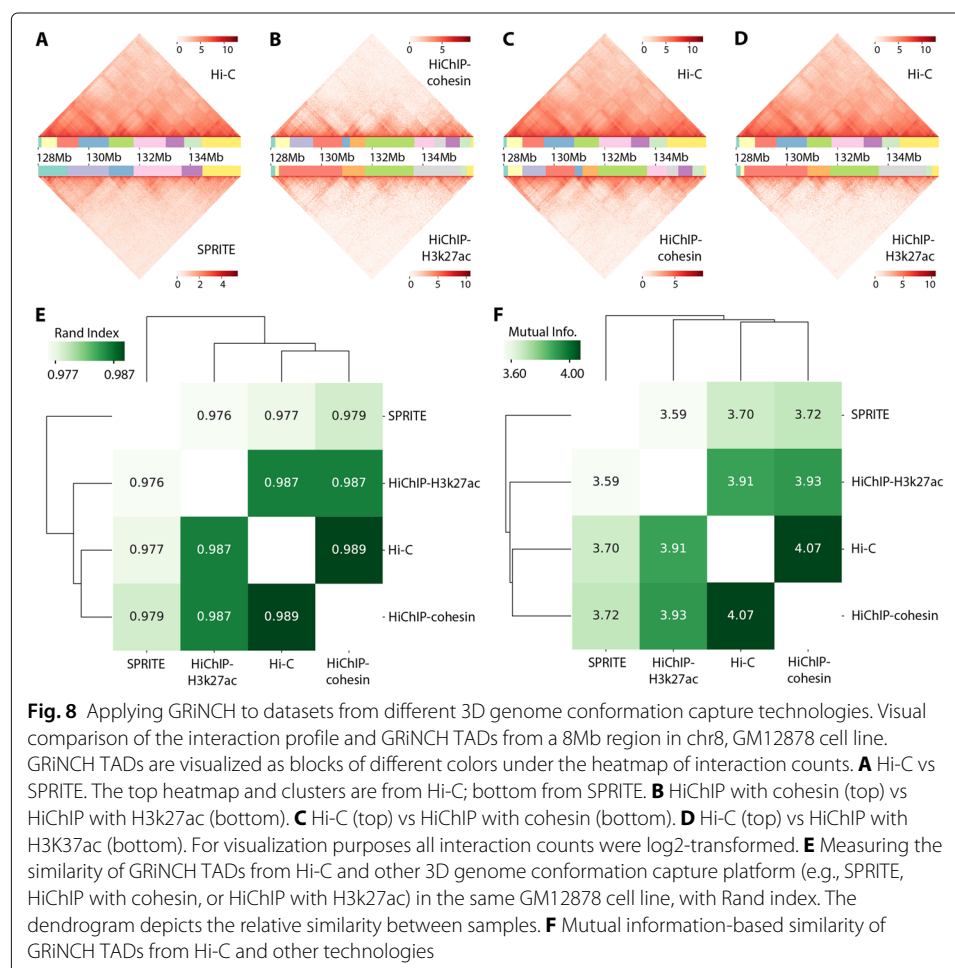 A
0 5 10
Hi-C
128Mb 130Mb 132Mb 134Mb
SPRITE
0 2 4
B
0 5
HiChIP-
cohesin
128Mb 130Mb 132Mb 134Mb
HiChIP-
H3k27ac
0 5 10
C
0 5 10
Hi-C
128Mb 130Mb 132Mb 134Mb
HiChIP-
cohesin
0 5
D
0 5 10
Hi-C
128Mb 130Mb 132Mb 134Mb
HiChIP-
H3k27ac
0 5 10
E
Rand Index
0.977 0.987
0.976 0.977 0.979 SPRITE
0.976 0.987 0.987 HiChIP-H3k27ac
0.977 0.987 0.989 Hi-C
0.979 0.987 0.989 HiChIP-cohesin
SPRITE HiChIP- Hi-C HiChIP-
H3k27ac cohesin
F
Mutual Info.
3.60 4.00
3.59 3.70 3.72 SPRITE
3.59 3.91 3.93 HiChIP-H3k27ac
3.70 3.91 4.07 Hi-C
3.72 3.93 4.07 HiChIP-cohesin
SPRITE HiChIP- Hi-C HiChIP-
H3k27ac cohesin
Fig. 8 Applying GRiNCH to datasets from different 3D genome conformation capture technologies. Visual
comparison of the interaction profile and GRiNCH TADs from a 8Mb region in chr8, GM12878 cell line.
GRiNCH TADs are visualized as blocks of different colors under the heatmap of interaction counts. A Hi-C vs
SPRITE. The top heatmap and clusters are from Hi-C; bottom from SPRITE. B HiChIP with cohesin (top) vs
HiChIP with H3k27ac (bottom). C Hi-C (top) vs HiChIP with cohesin (bottom). D Hi-C (top) vs HiChIP with
H3K37ac (bottom). For visualization purposes all interaction counts were log2-transformed. E Measuring the
similarity of GRiNCH TADs from Hi-C and other 3D genome conformation capture platform (e.g., SPRITE,
HiChIP with cohesin, or HiChIP with H3k27ac) in the same GM12878 cell line, with Rand index. The
dendrogram depicts the relative similarity between samples. F Mutual information-based similarity of
GRiNCH TADs from Hi-C and other technologies